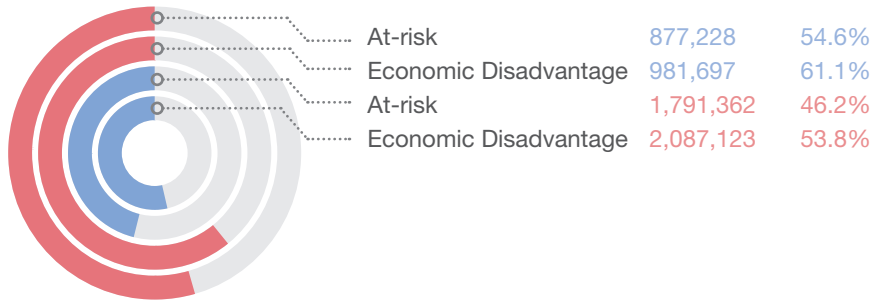 At-risk 877,228 54.6%
Economic Disadvantage 981,697 61.1%
At-risk 1,791,362 46.2%
Economic Disadvantage 2,087,123 53.8%